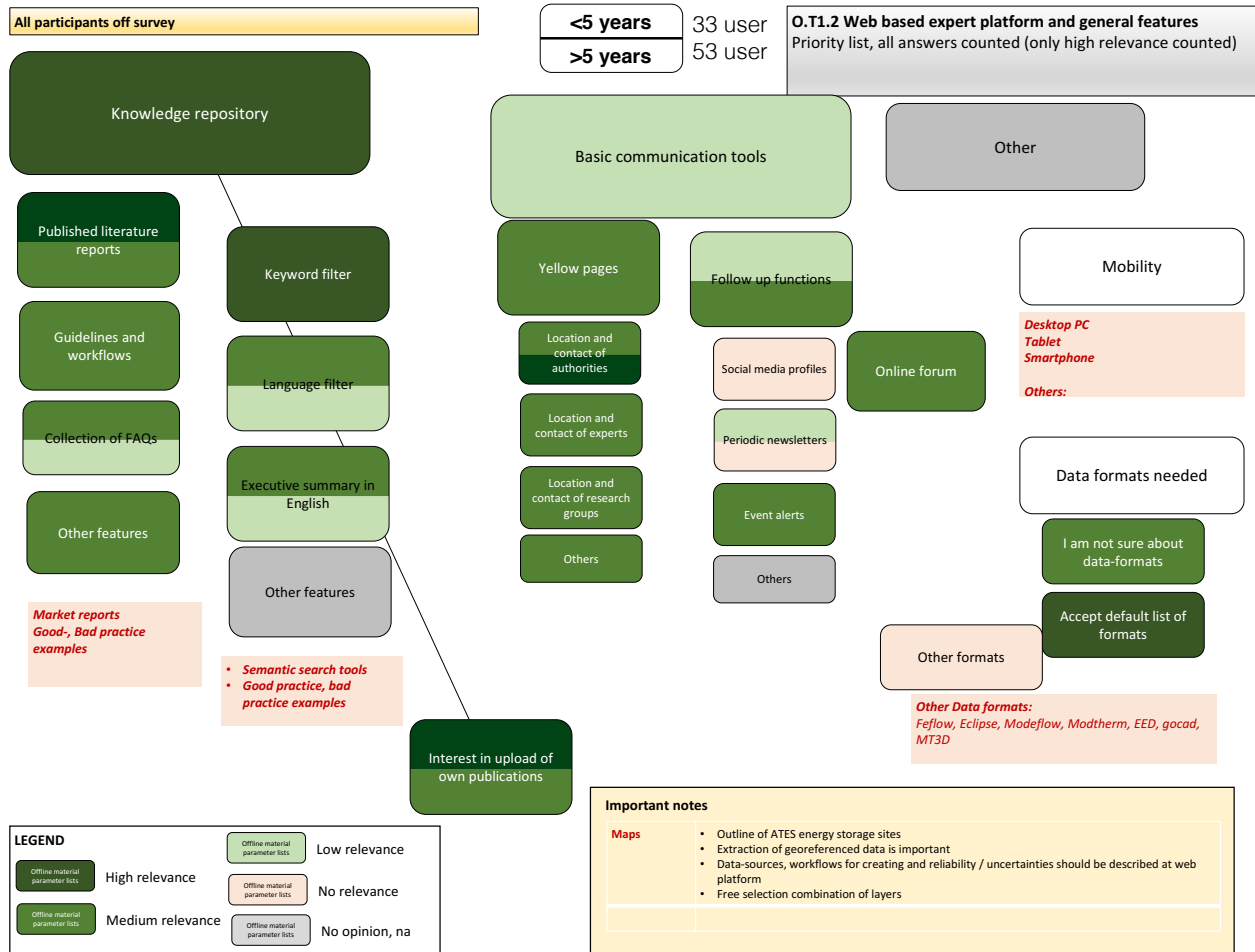 All participants off survey
<5 years
33 user
>5 years
53 user
O.T1.2 Web based expert platform and general features
Priority list, all answers counted (only high relevance counted)
Knowledge repository
Basic communication tools
Other
Published literature
reports
Keyword filter
Yellow pages
Follow up functions
Mobility
Guidelines and
workflows
Language filter
Location and
contact of
authorities
Social media profiles
Online forum
Desktop PC
Tablet
Smartphone
Others:
Collection of FAQs
Executive summary in
English
Location and
contact of experts
Periodic newsletters
Data formats needed
Other features
Location and
contact of research
groups
Event alerts
I am not sure about
data-formats
Other features
Others
Others
Accept default list of
formats
Market reports
Good-, Bad practice
examples
Other formats
• Semantic search tools
• Good practice, bad
practice examples
Other Data formats:
Feflow, Eclipse, Modeflow, Modtherm, EED, gocad,
MT3D
Interest in upload of
own publications
LEGEND
Offline material
parameter lists
High relevance
Offline material
parameter lists
Medium relevance
Offline material
parameter lists
Low relevance
Offline material
parameter lists
No relevance
Offline material
parameter lists
No opinion, na
Important notes
Maps
• Outline of ATES energy storage sites
• Extraction of georeferenced data is important
• Data-sources, workflows for creating and reliability / uncertainties should be described at web
platform
• Free selection combination of layers